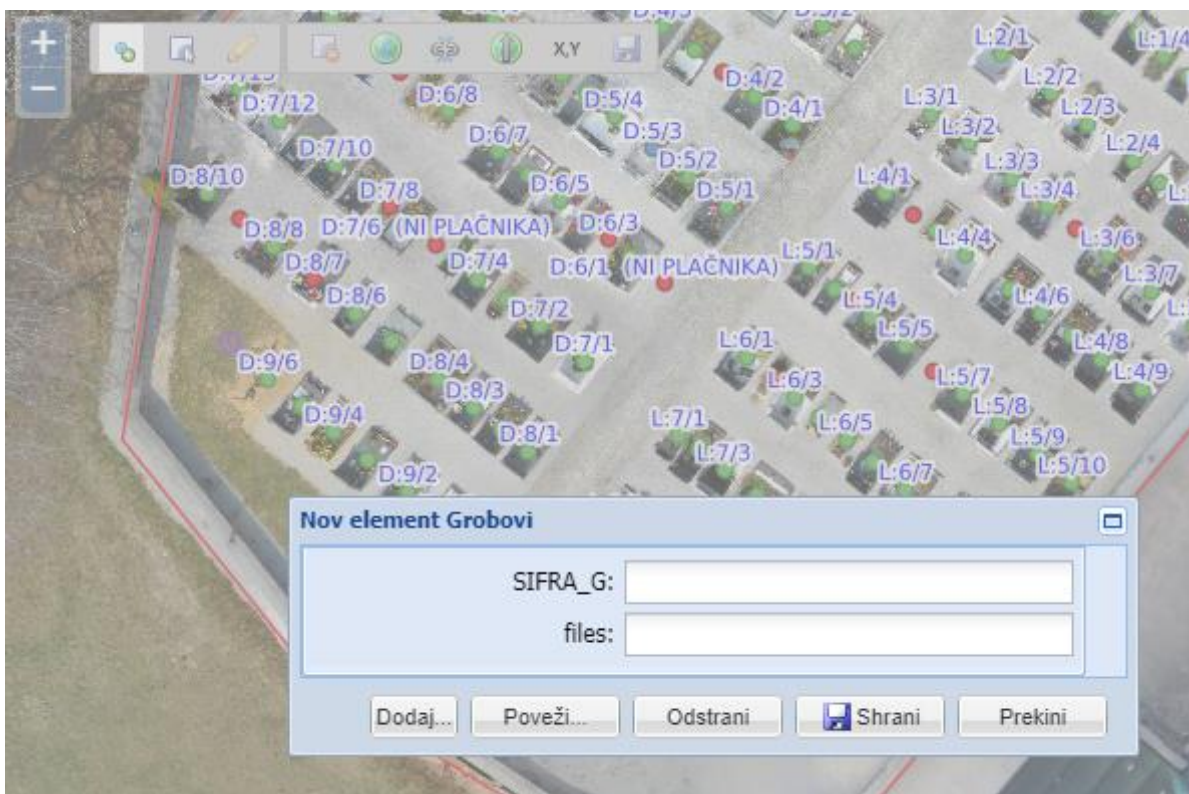 X,Y
D:4/2
D:4/1
L:2/1
L:1/4
L:2/2
L:2/3
L:2/4
D:7/12
D:6/8
D:5/4
L:3/1
L:3/2
D:7/10
D:6/7
D:5/3
D:5/2
L:3/3
D:8/10
D:7/8
D:6/5
D:5/1
L:4/1
L:3/4
D:8/8
D:7/6 (NI PLAČNIKA)
D:6/3
L:4/4
L:3/6
D:8/7
D:7/4
D:6/1 (NI PLAČNIKA)
L:5/1
L:3/7
D:8/6
D:7/2
L:5/4
L:4/6
D:7/1
L:6/1
L:5/5
L:4/8
D:9/6
D:8/4
D:8/3
L:6/3
L:5/7
L:4/9
D:9/4
D:8/1
L:7/1
L:6/5
L:5/8
L:5/9
D:9/2
L:7/3
L:6/7
L:5/10
Nov element Grobovi
SIFRA_G:
files:
Dodaj... Poveži... Odstrani Shrani Prekini